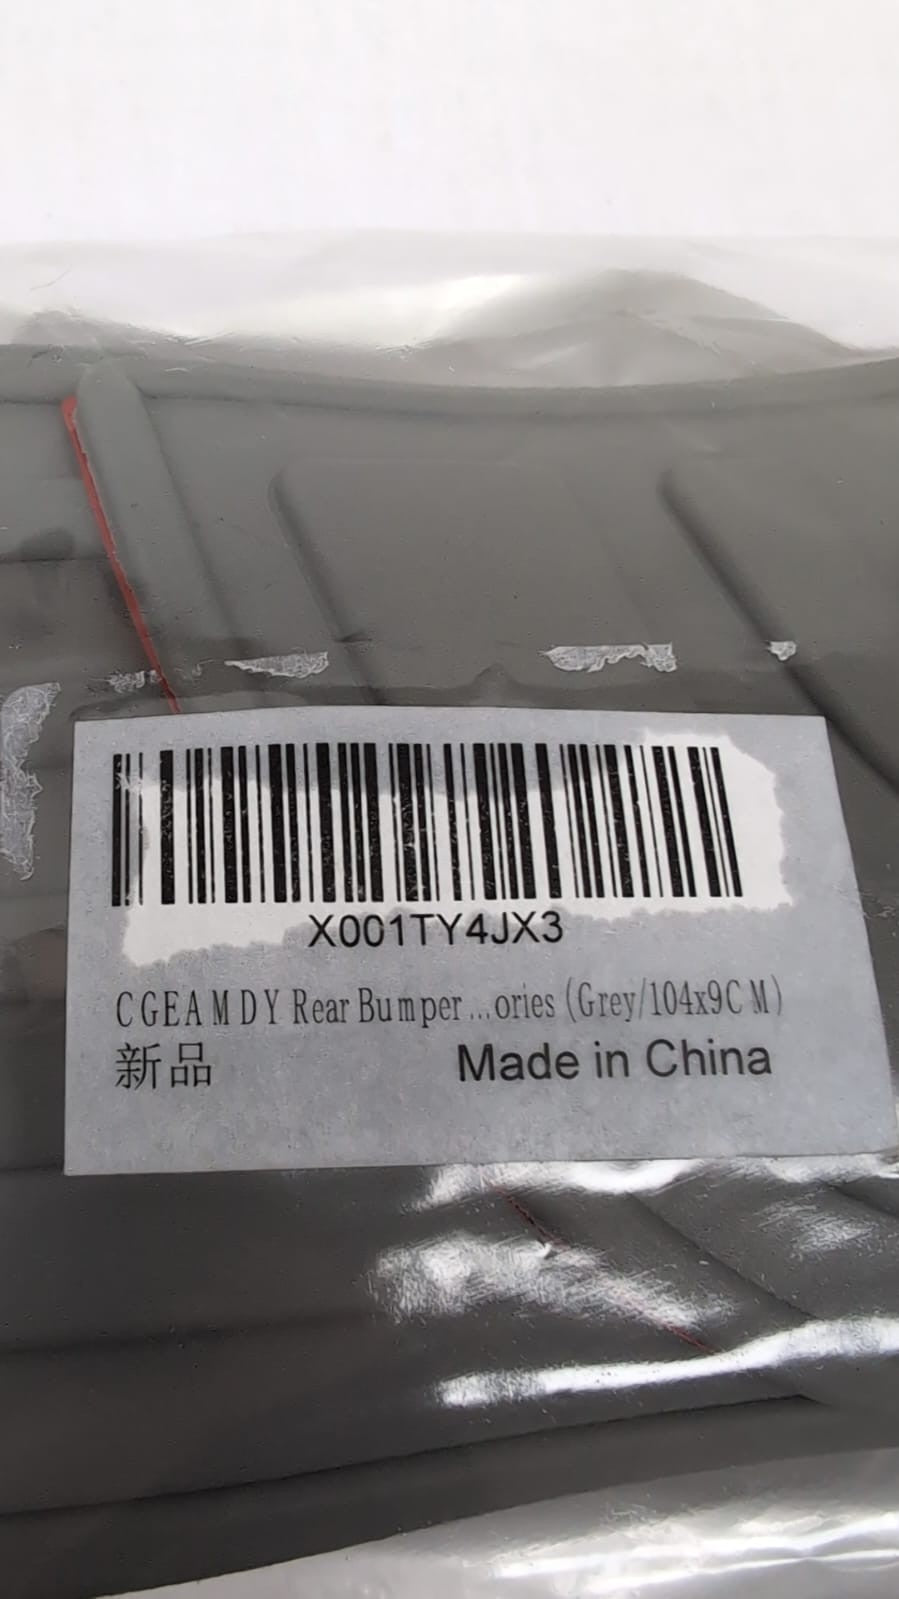 X001TY4JX3
CGEAMDY Rear Bumper...ories (Grey/104x9CM)
新品
Made in China